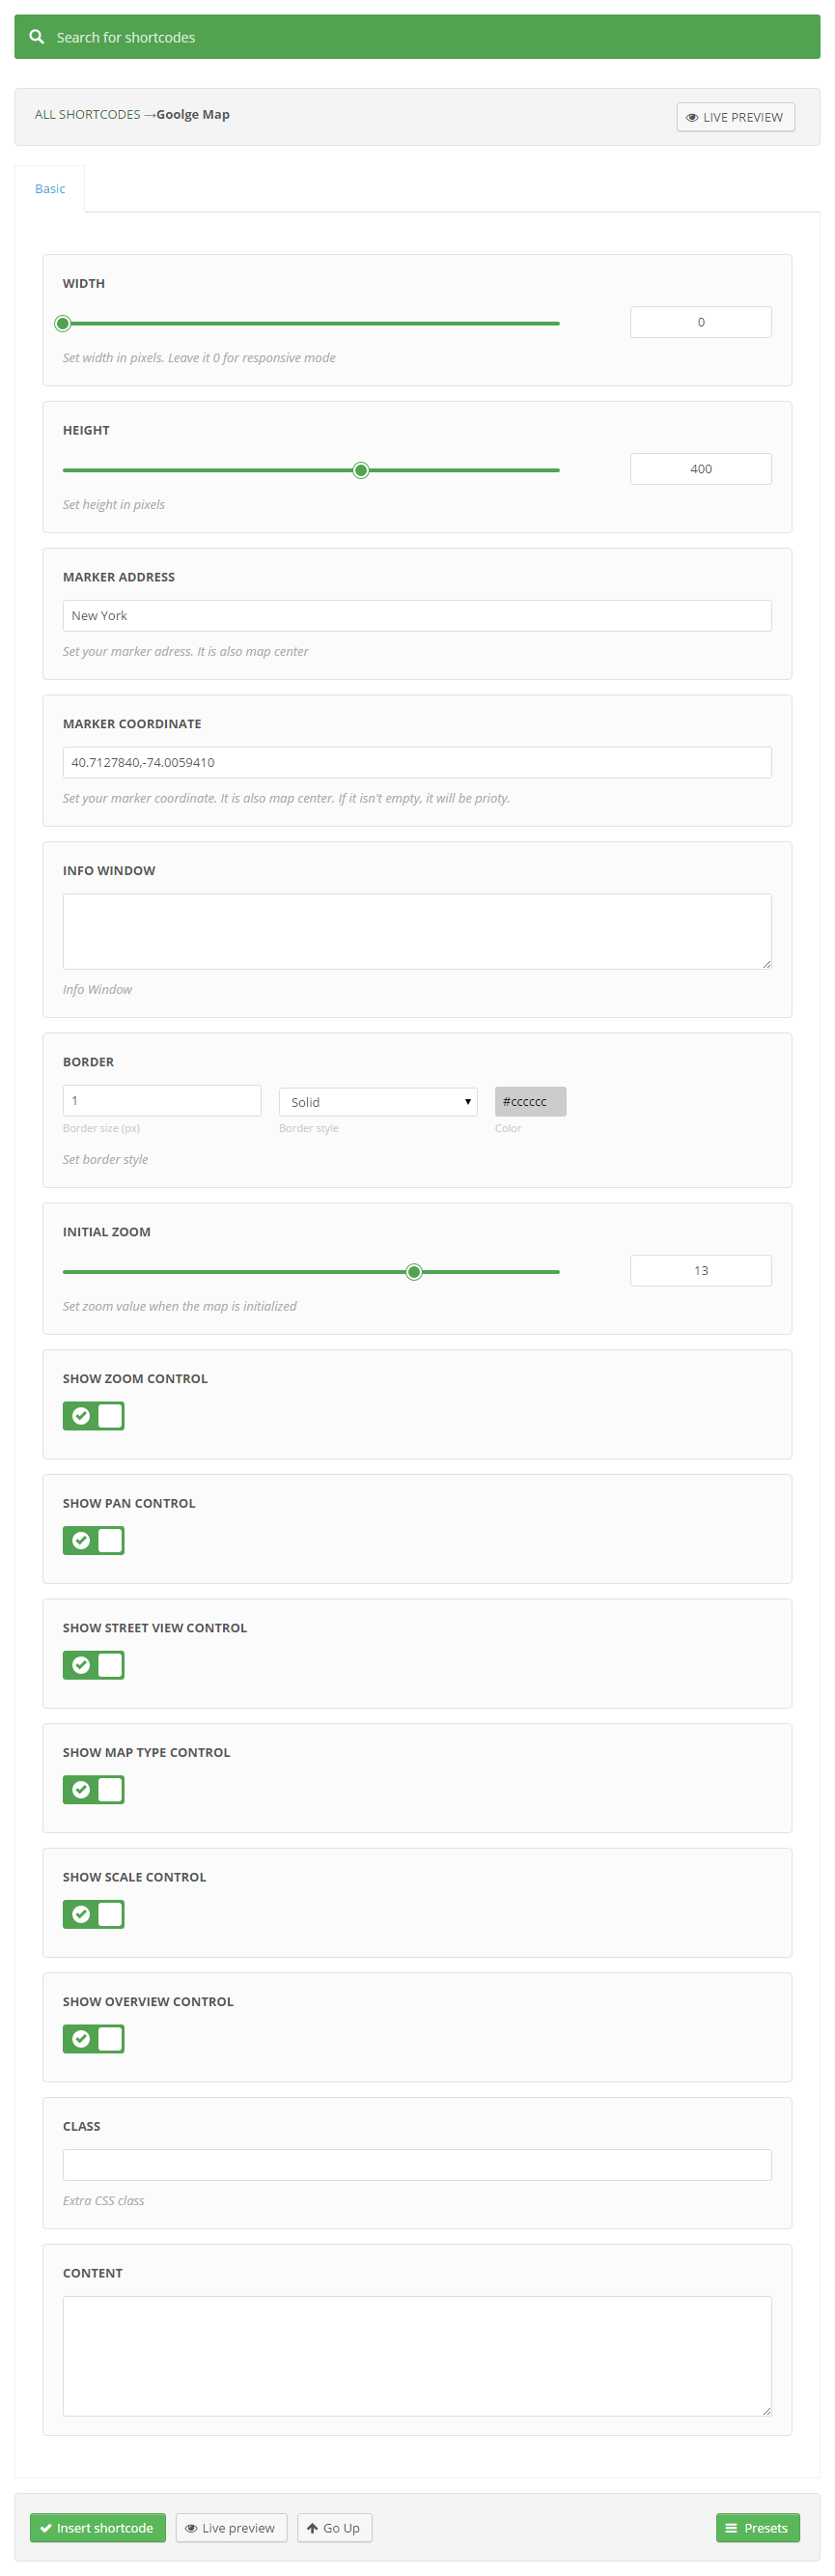 Search for shortcodes
ALL SHORTCODES →Goolge Map
LIVE PREVIEW
Basic
WIDTH
0
Set width in pixels. Leave it 0 for responsive mode
HEIGHT
400
Set height in pixels
MARKER ADDRESS
New York
Set your marker adress. It is also map center
MARKER COORDINATE
40.7127840,-74.0059410
Set your marker coordinate. It is also map center. If it isn't empty, it will be prioty.
INFO WINDOW
Info Window
BORDER
1 Solid #cccccc
Border size (px) Border style Color
Set border style
INITIAL ZOOM
13
Set zoom value when the map is initialized
SHOW ZOOM CONTROL
SHOW PAN CONTROL
SHOW STREET VIEW CONTROL
SHOW MAP TYPE CONTROL
SHOW SCALE CONTROL
SHOW OVERVIEW CONTROL
CLASS
Extra CSS class
CONTENT
Insert shortcode Live preview Go Up Presets